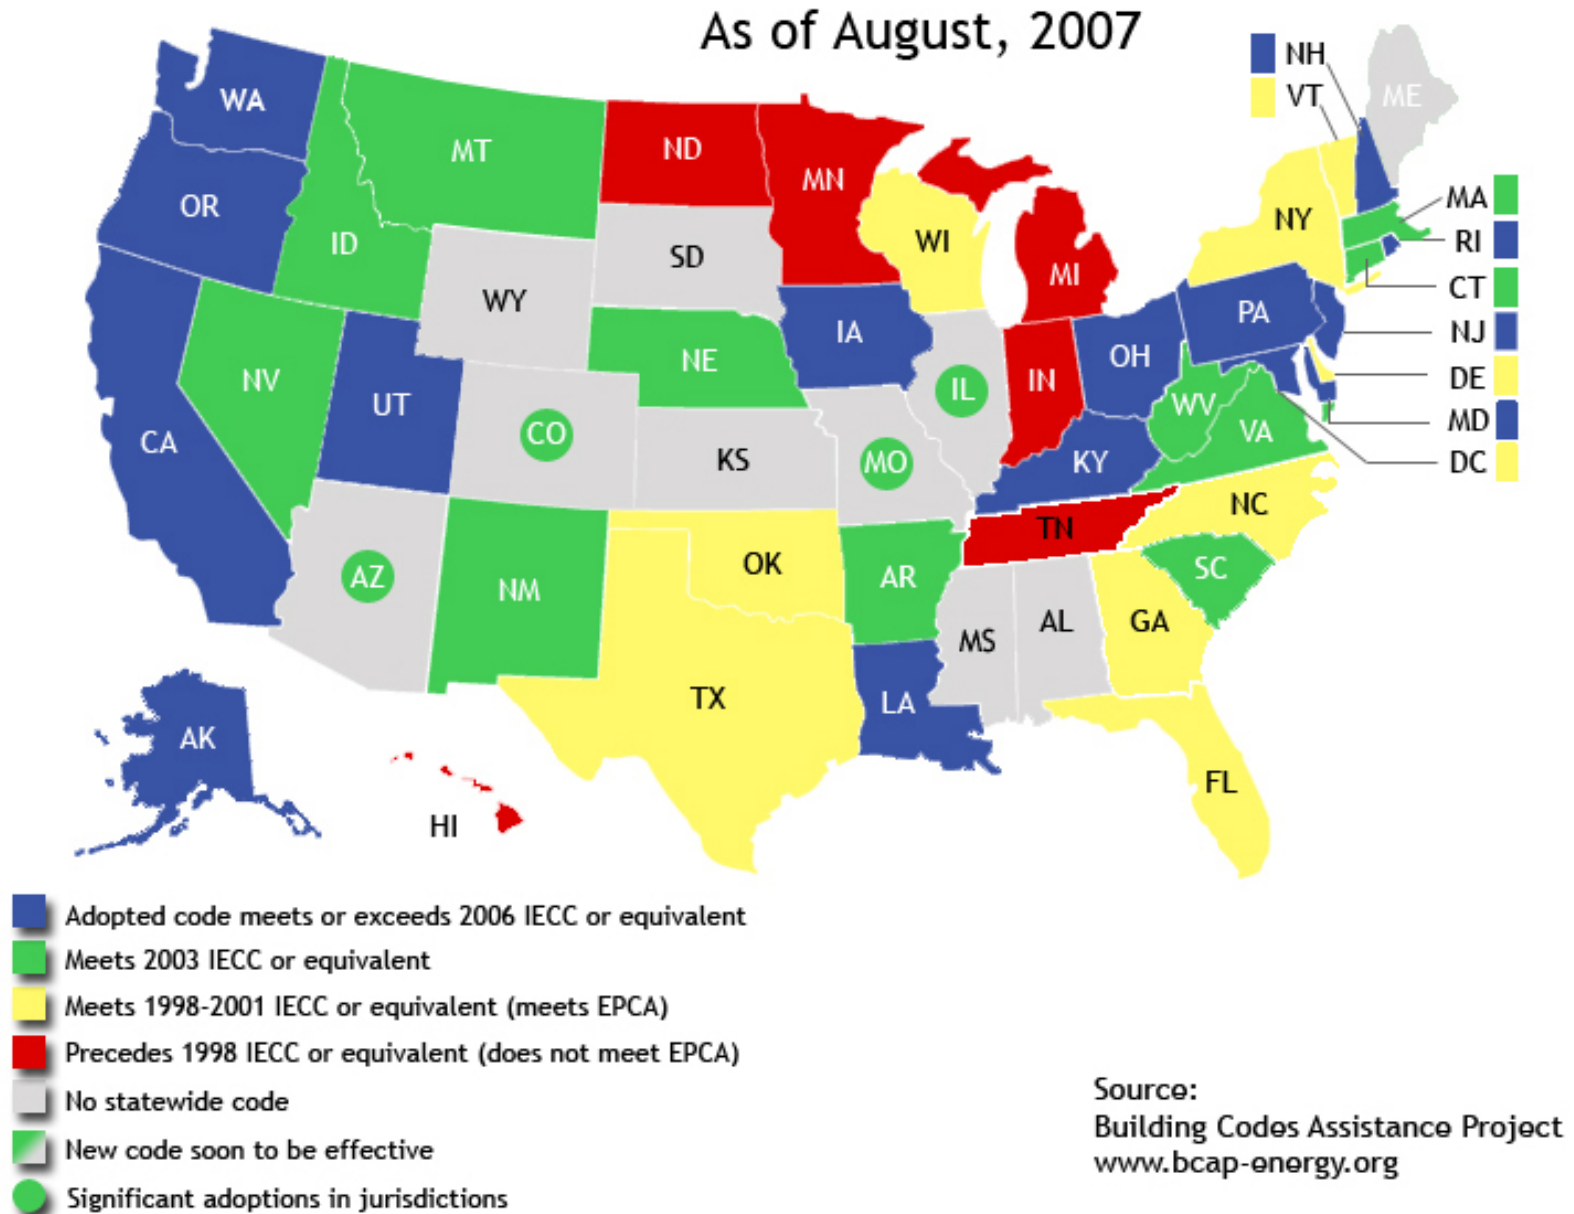 As of August, 2007
NH
VT
ME
WA
MT
ND
MN
OR
ID
SD
WI
MI
NY
MA
RI
CT
NJ
DE
MD
DC
WY
IA
PA
NE
IL
IN
OH
NV
UT
CO
KS
MO
KY
WV
VA
CA
AZ
NM
OK
AR
TN
NC
SC
MS
AL
GA
TX
LA
FL
AK
HI
Adopted code meets or exceeds 2006 IECC or equivalent
Meets 2003 IECC or equivalent
Meets 1998-2001 IECC or equivalent (meets EPCA)
Precedes 1998 IECC or equivalent (does not meet EPCA)
No statewide code
New code soon to be effective
Significant adoptions in jurisdictions
Source:
Building Codes Assistance Project
www.bcap-energy.org